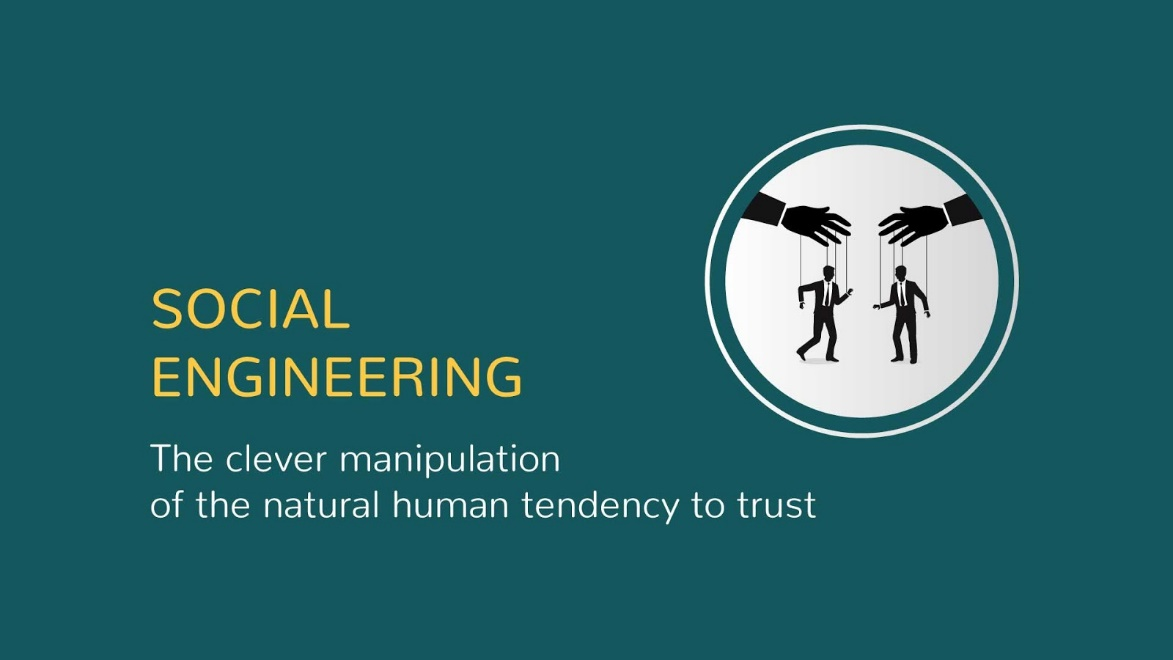 SOCIAL
ENGINEERING
The clever manipulation
of the natural human tendency to trust